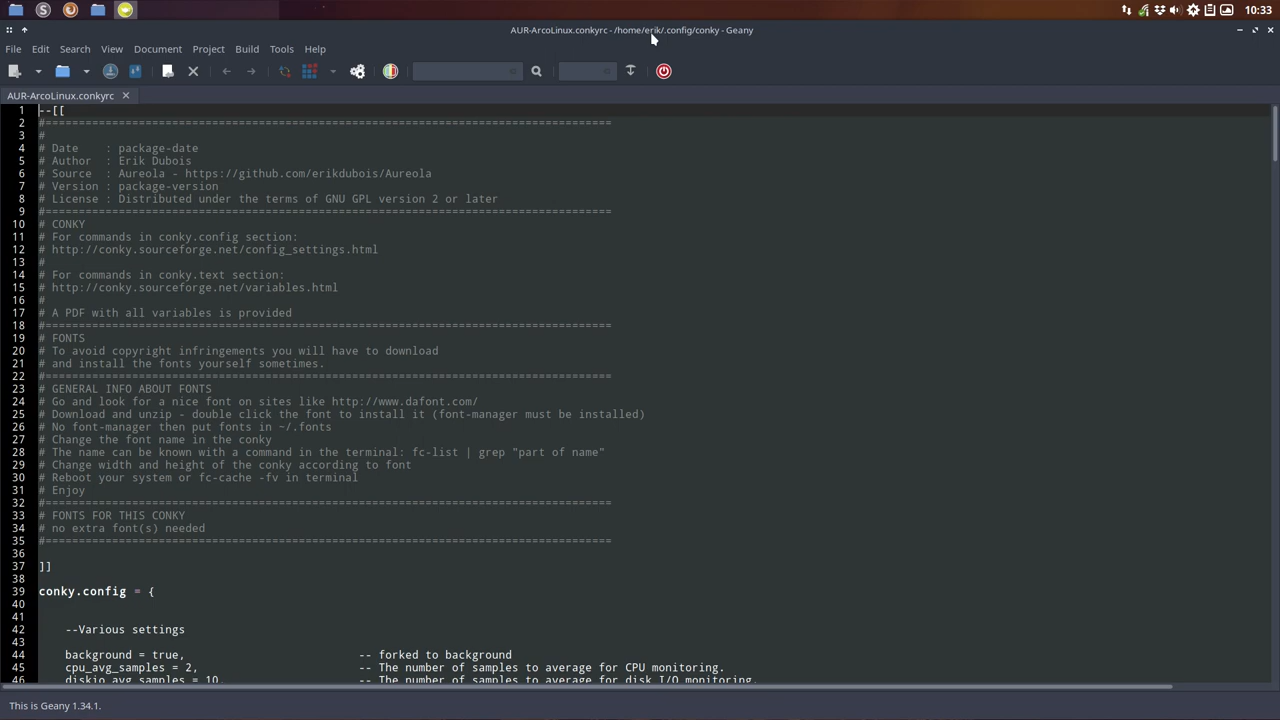 10:33
AUR-ArcoLinux.conkyrc - /home/erik/.config/conky - Geany
File Edit Search View Document Project Build Tools Help
AUR-ArcoLinux.conkyrc
1 --[[
2 #=====================================================================================
3 #
4 # Date    : package-date
5 # Author  : Erik Dubois
6 # Source  : Aureola - https://github.com/erikdubois/Aureola
7 # Version : package-version
8 # License : Distributed under the terms of GNU GPL version 2 or later
9 #=====================================================================================
10 # CONKY
11 # For commands in conky.config section:
12 # http://conky.sourceforge.net/config_settings.html
13 #
14 # For commands in conky.text section:
15 # http://conky.sourceforge.net/variables.html
16 #
17 # A PDF with all variables is provided
18 #=====================================================================================
19 # FONTS
20 # To avoid copyright infringements you will have to download
21 # and install the fonts yourself sometimes.
22 #=====================================================================================
23 # GENERAL INFO ABOUT FONTS
24 # Go and look for a nice font on sites like http://www.dafont.com/
25 # Download and unzip - double click the font to install it (font-manager must be installed)
26 # No font-manager then put fonts in ~/.fonts
27 # Change the font name in the conky
28 # The name can be known with a command in the terminal: fc-list | grep "part of name"
29 # Change width and height of the conky according to font
30 # Reboot your system or fc-cache -fv in terminal
31 # Enjoy
32 #=====================================================================================
33 # FONTS FOR THIS CONKY
34 # no extra font(s) needed
35 #=====================================================================================
36
37 ]]
38
39 conky.config = {
40
41
42     --Various settings
43
44     background = true,                          -- forked to background
45     cpu_avg_samples = 2,                        -- The number of samples to average for CPU monitoring.
46     diskio_avg_samples = 10,                    -- The number of samples to average for disk I/O monitoring.
This is Geany 1.34.1.